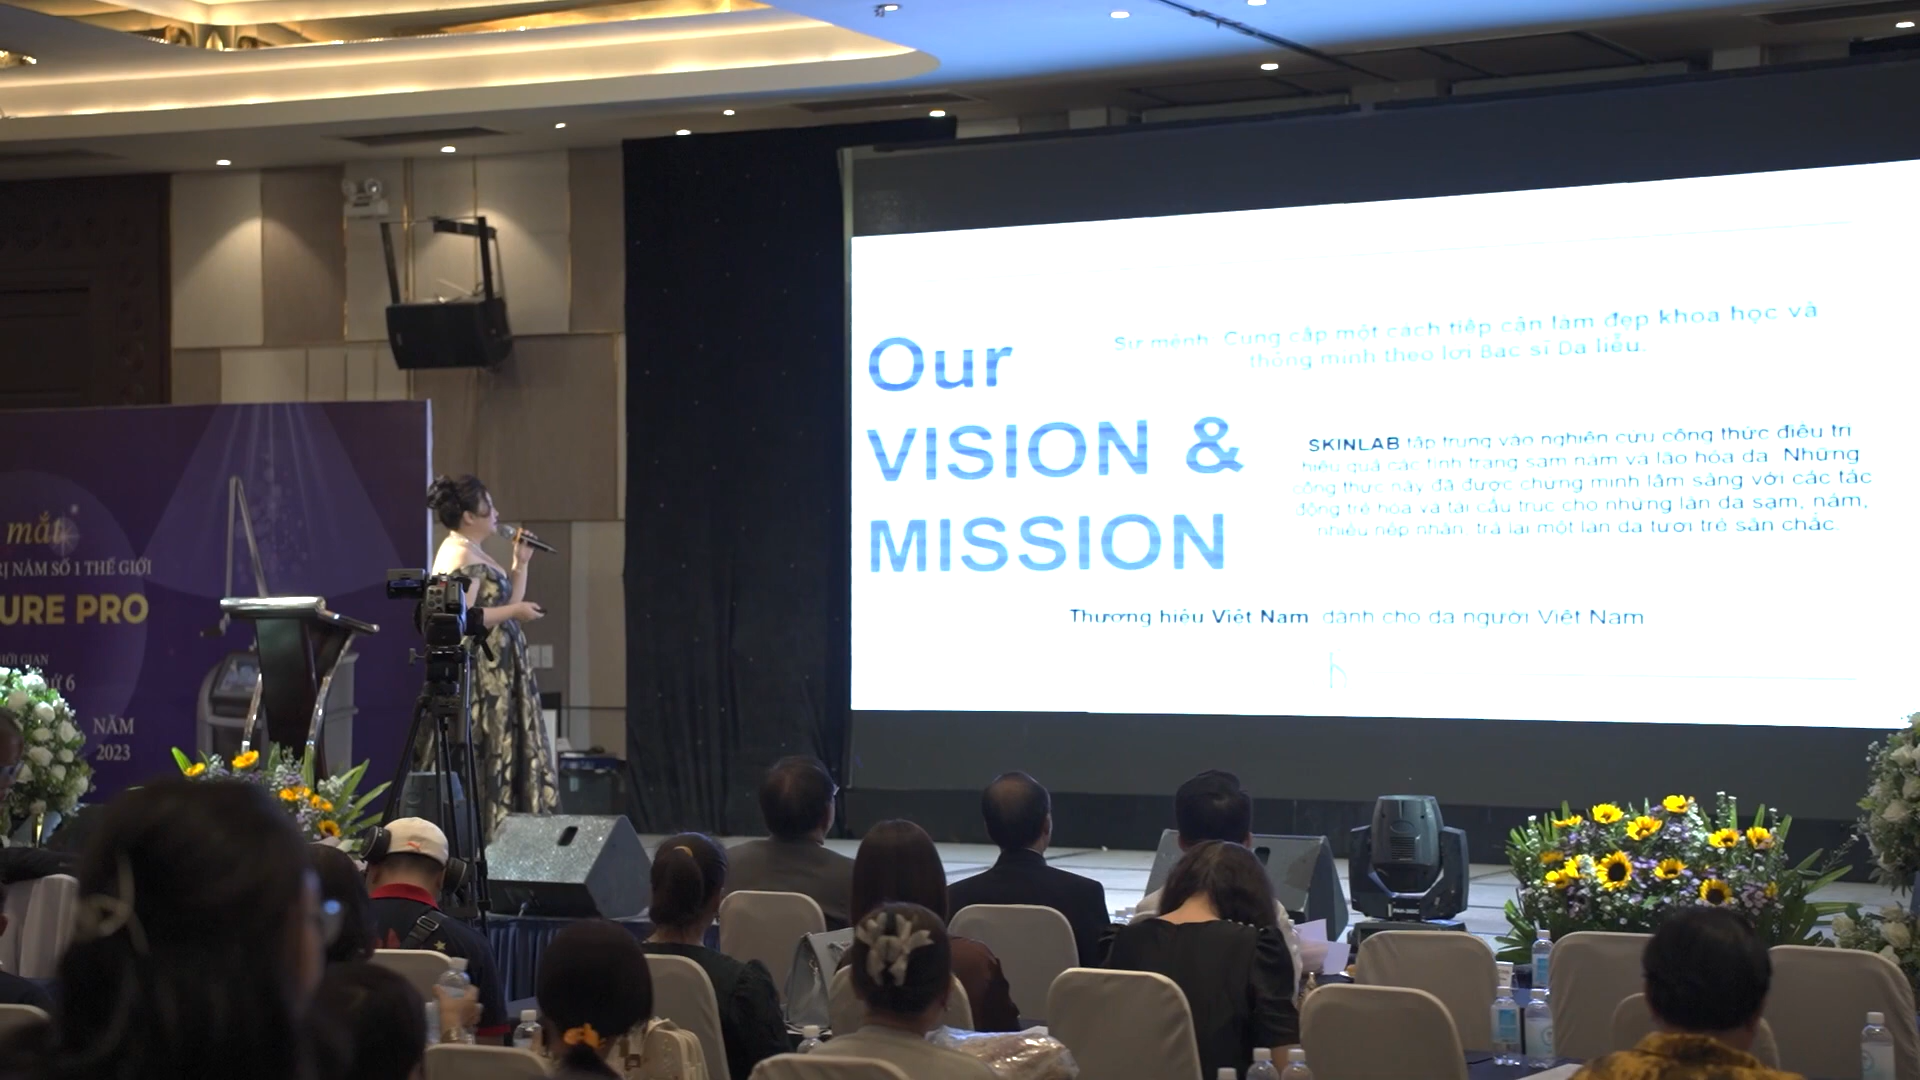 mắt
RỊ NÁM SỐ 1 THẾ GIỚI
URE PRO
HỜI GIAN
ứ 6
NĂM
2023
Our
VISION &
MISSION
Sứ mệnh: Cung cấp một cách tiếp cận làm đẹp khoa học và
thông minh theo lời Bác sĩ Da liễu.
SKINLAB tập trung vào nghiên cứu công thức điều trị
hiệu quả các tình trạng sạm nám và lão hóa da. Những
công thức này đã được chứng minh lâm sàng với các tác
động trẻ hóa và tái cấu trúc cho những làn da sạm, nám,
nhiều nếp nhăn, trả lại một làn da tươi trẻ săn chắc.
Thương hiệu Việt Nam dành cho da người Việt Nam